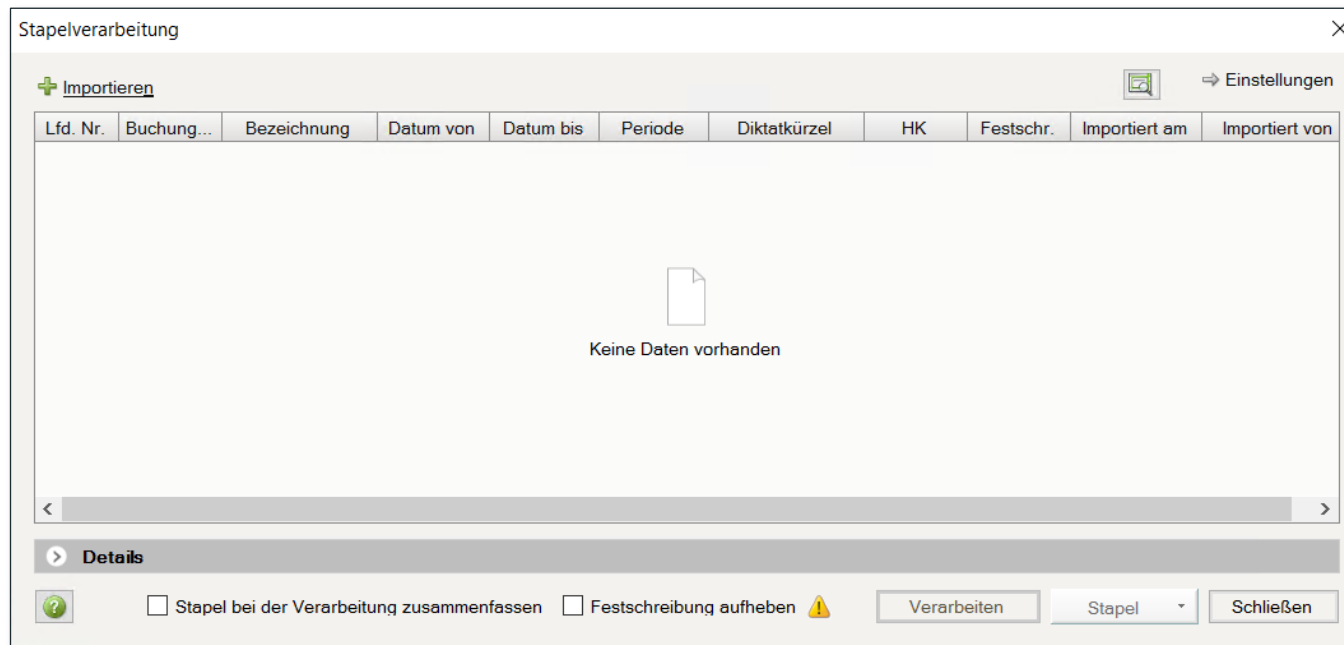 Stapelverarbeitung
Importieren
Einstellungen
Lfd. Nr. Buchung... Bezeichnung Datum von Datum bis Periode Diktatkürzel HK Festschr. Importiert am Importiert von
Keine Daten vorhanden
Details
Stapel bei der Verarbeitung zusammenfassen Festschreibung aufheben Verarbeiten Stapel Schließen